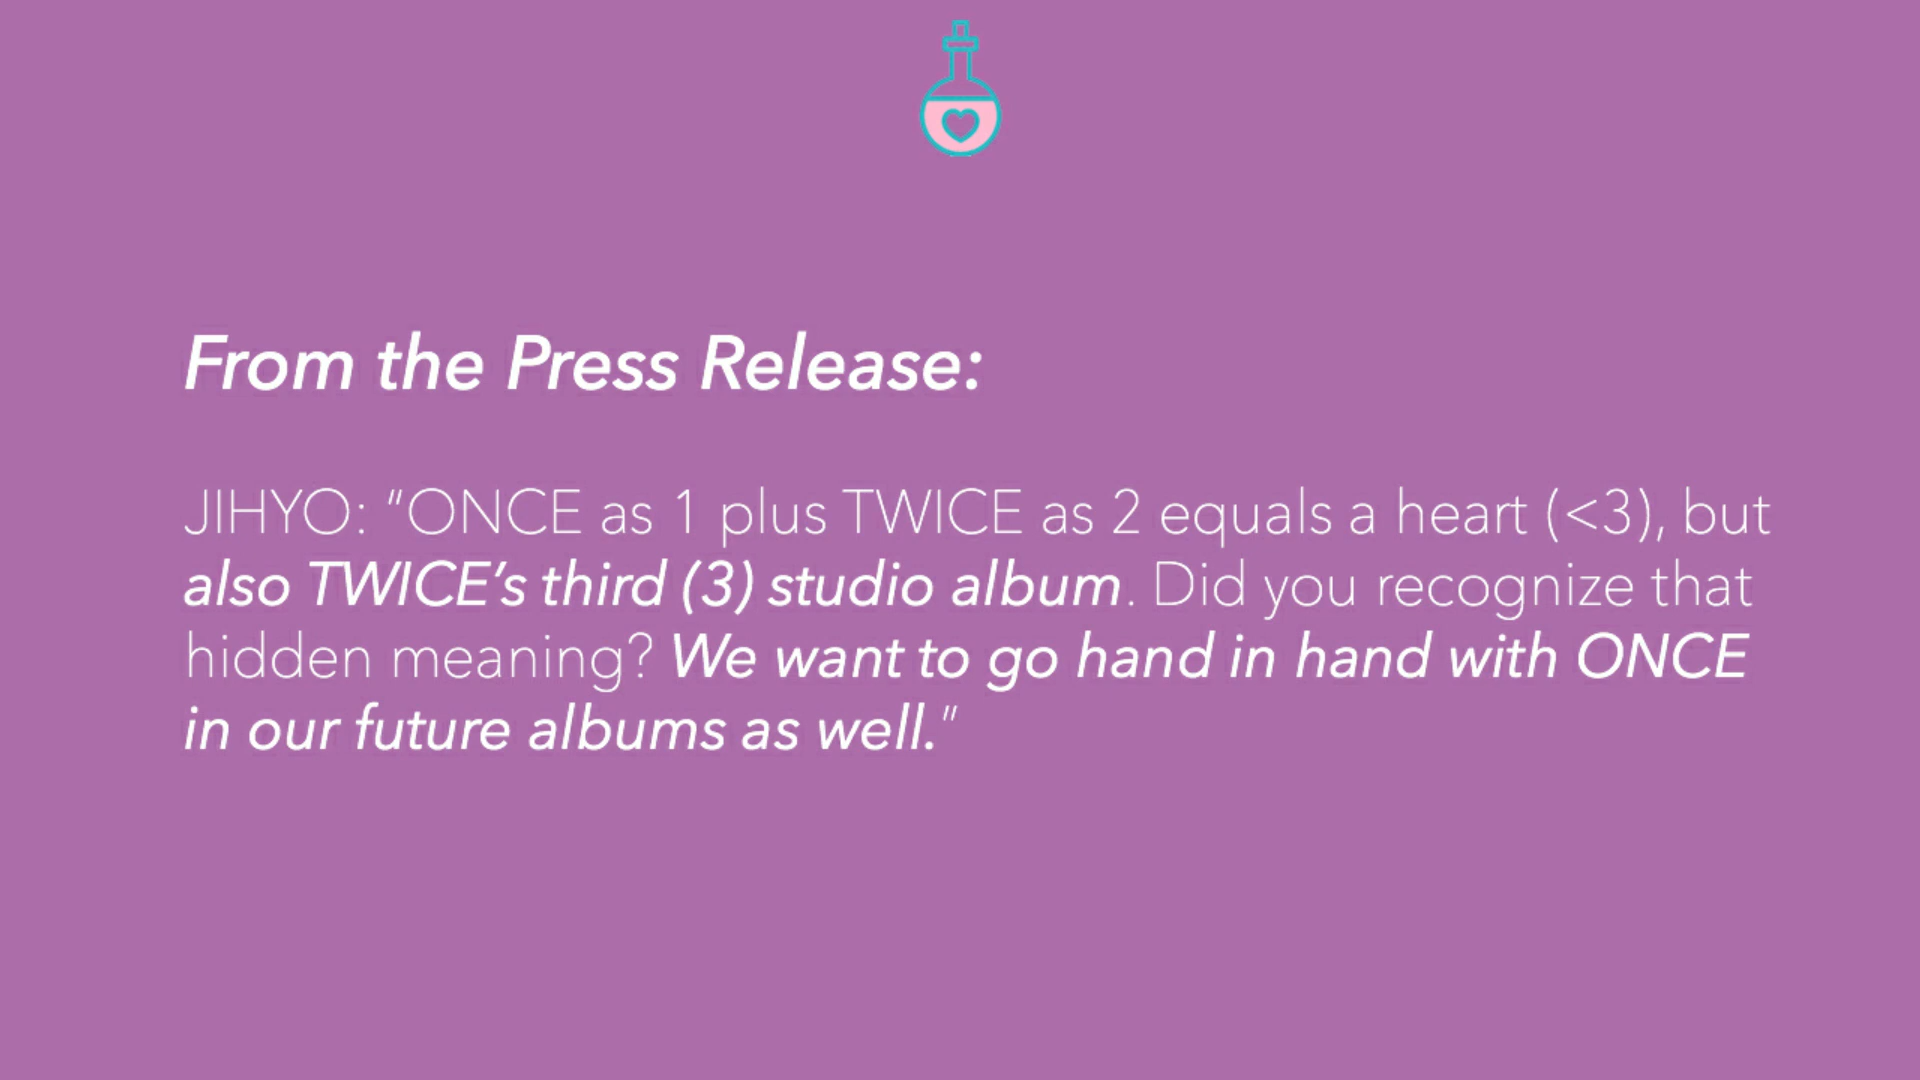 From the Press Release:
JIHYO: "ONCE as 1 plus TWICE as 2 equals a heart (<3), but
also TWICE’s third (3) studio album. Did you recognize that
hidden meaning? We want to go hand in hand with ONCE
in our future albums as well."